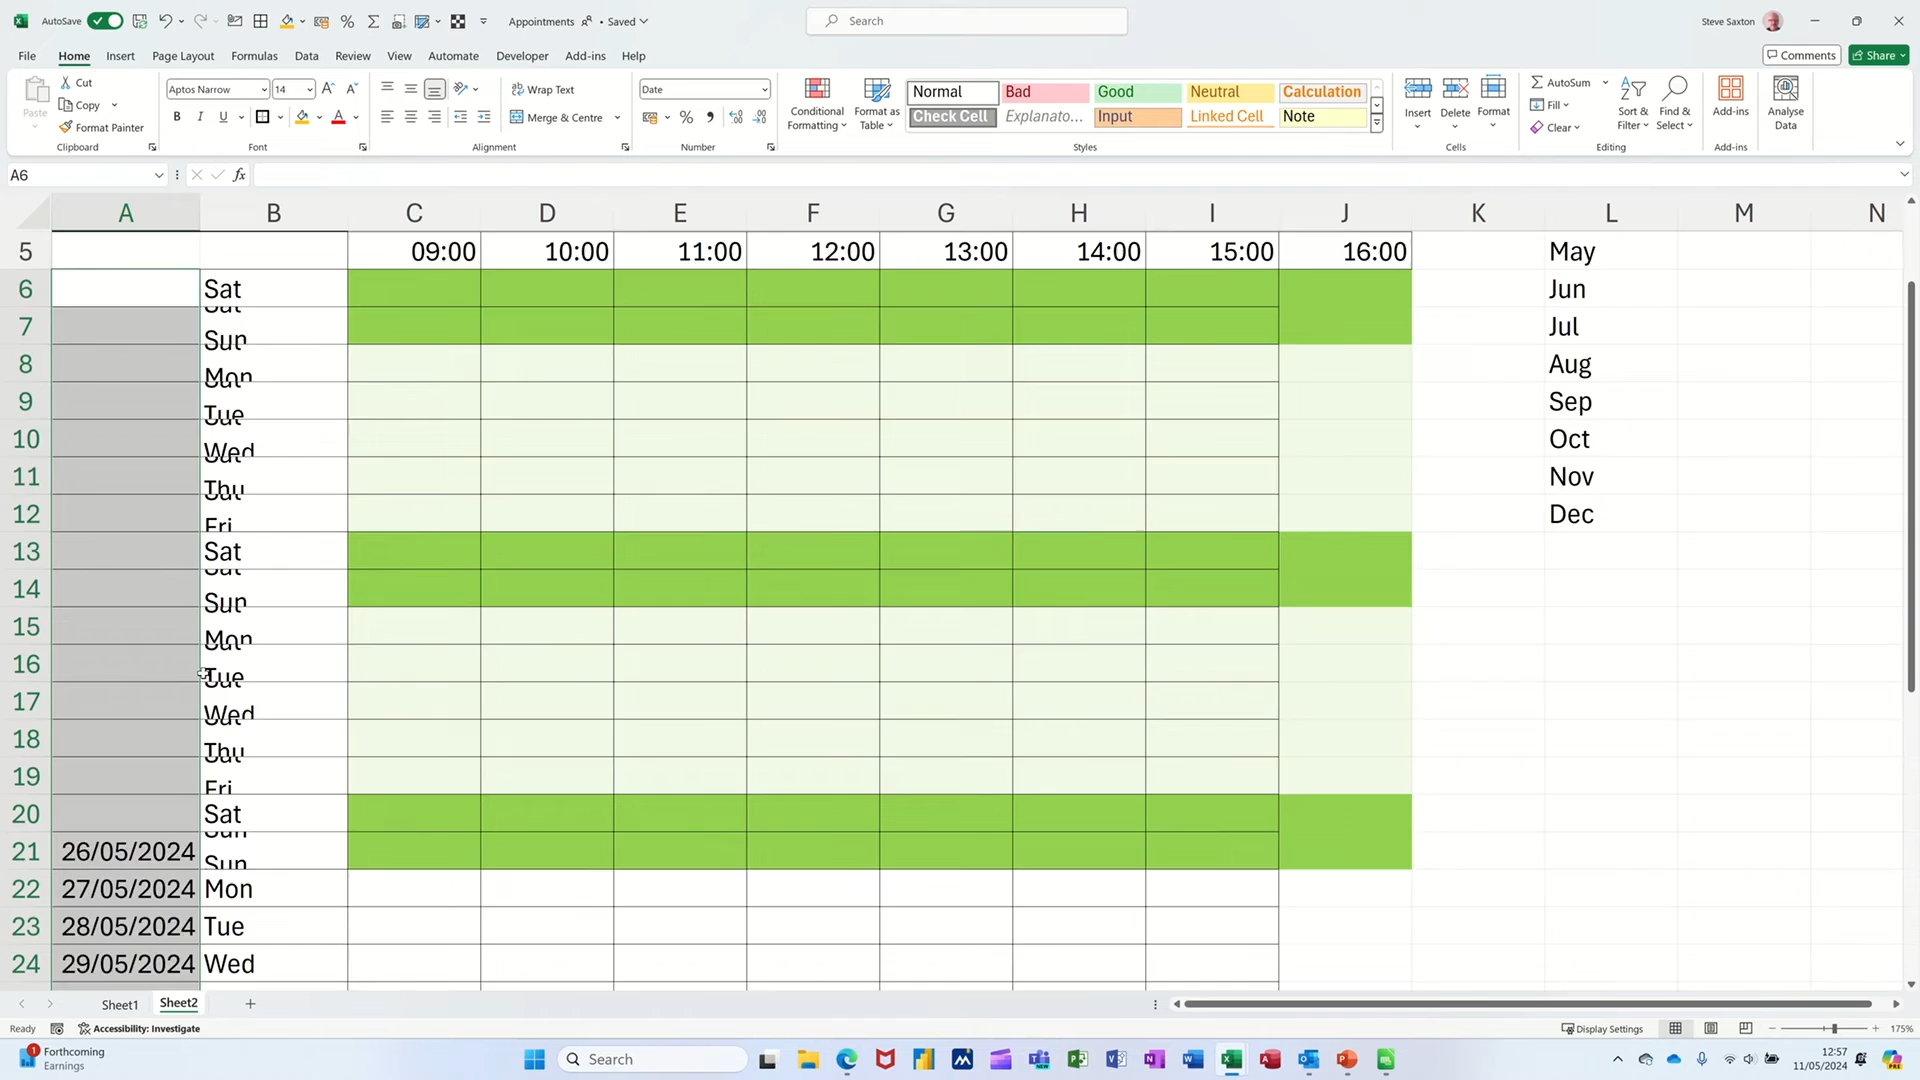 AutoSave
Appointments • Saved
Search
Steve Saxton
File Home Insert Page Layout Formulas Data Review View Automate Developer Add-ins Help
Comments Share
Paste
Cut
Copy
Format Painter
Clipboard
Aptos Narrow 14
B I U
Font
Wrap Text
Merge & Centre
Alignment
Date
Number
Conditional Formatting
Format as Table
Normal Bad Good Neutral Calculation
Check Cell Explanato... Input Linked Cell Note
Styles
Insert Delete Format
Cells
AutoSum
Fill
Clear
Sort & Filter
Find & Select
Editing
Add-ins
Add-ins
Analyse Data
A6 fx
A B C D E F G H I J K L M N
5 09:00 10:00 11:00 12:00 13:00 14:00 15:00 16:00 May
6 Sat Jun
7 Sun Jul
8 Mon Aug
9 Tue Sep
10 Wed Oct
11 Thu Nov
12 Fri Dec
13 Sat
14 Sun
15 Mon
16 Tue
17 Wed
18 Thu
19 Fri
20 Sat
21 26/05/2024 Sun
22 27/05/2024 Mon
23 28/05/2024 Tue
24 29/05/2024 Wed
Sheet1 Sheet2
Ready Accessibility: Investigate Display Settings 175%
1 Forthcoming
Earnings
Search
12:57
11/05/2024